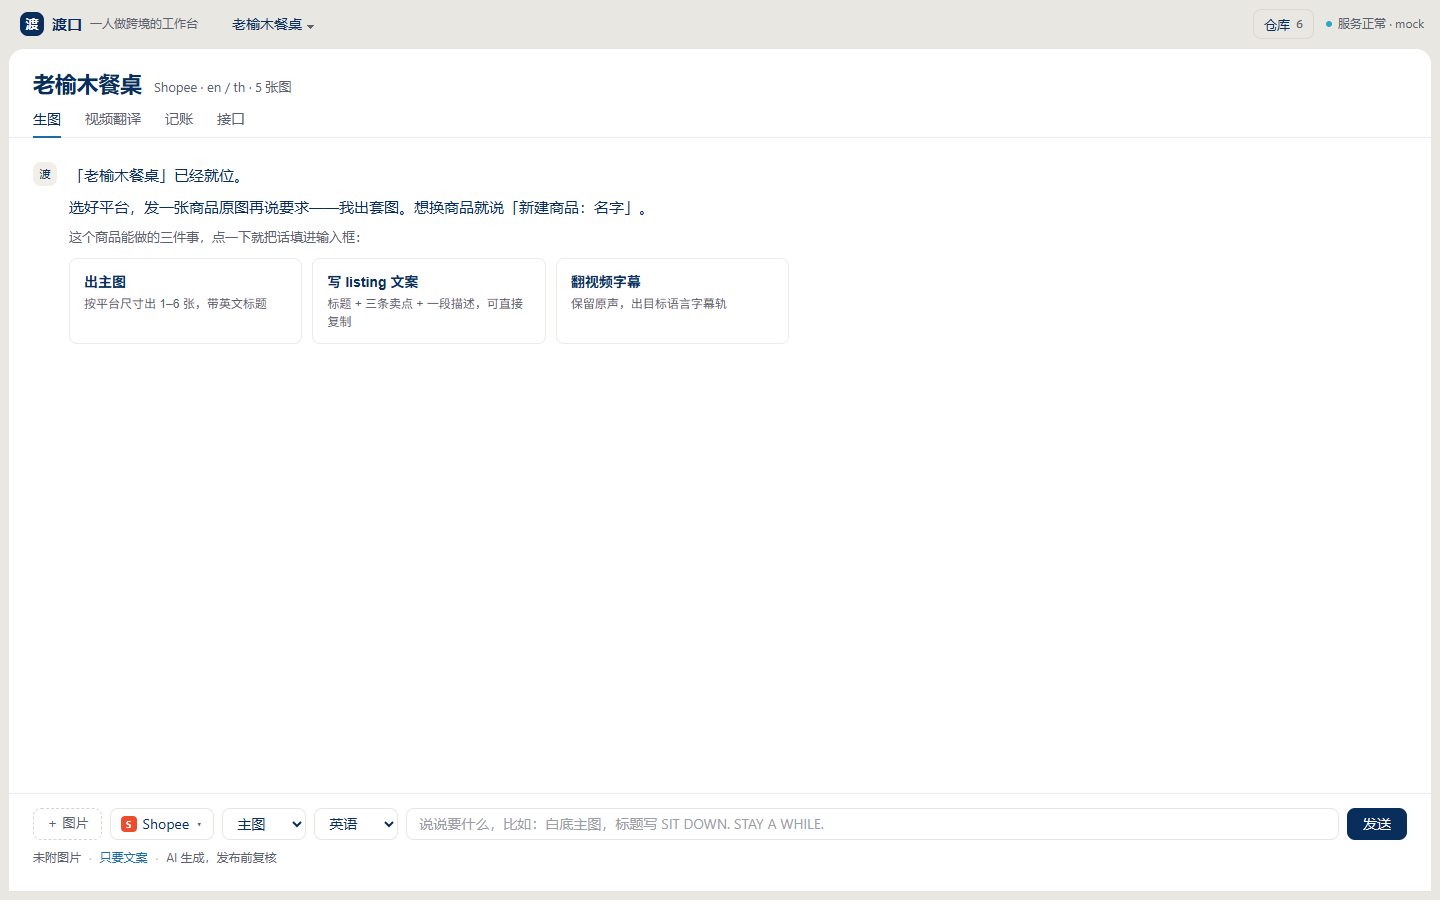 渡 渡口 一人做跨境的工作台 老榆木餐桌 仓库 6 服务正常 · mock
老榆木餐桌 Shopee · en / th · 5 张图
生图 视频翻译 记账 接口
渡 「老榆木餐桌」已经就位。
选好平台，发一张商品原图再说要求——我出套图。想换商品就说「新建商品：名字」。
这个商品能做的三件事，点一下就把话填进输入框：
出主图
按平台尺寸出 1–6 张，带英文标题
写 listing 文案
标题 + 三条卖点 + 一段描述，可直接
复制
翻视频字幕
保留原声，出目标语言字幕轨
+ 图片 S Shopee 主图 英语 说说要什么，比如：白底主图，标题写 SIT DOWN. STAY A WHILE. 发送
未附图片 · 只要文案 · AI 生成，发布前复核